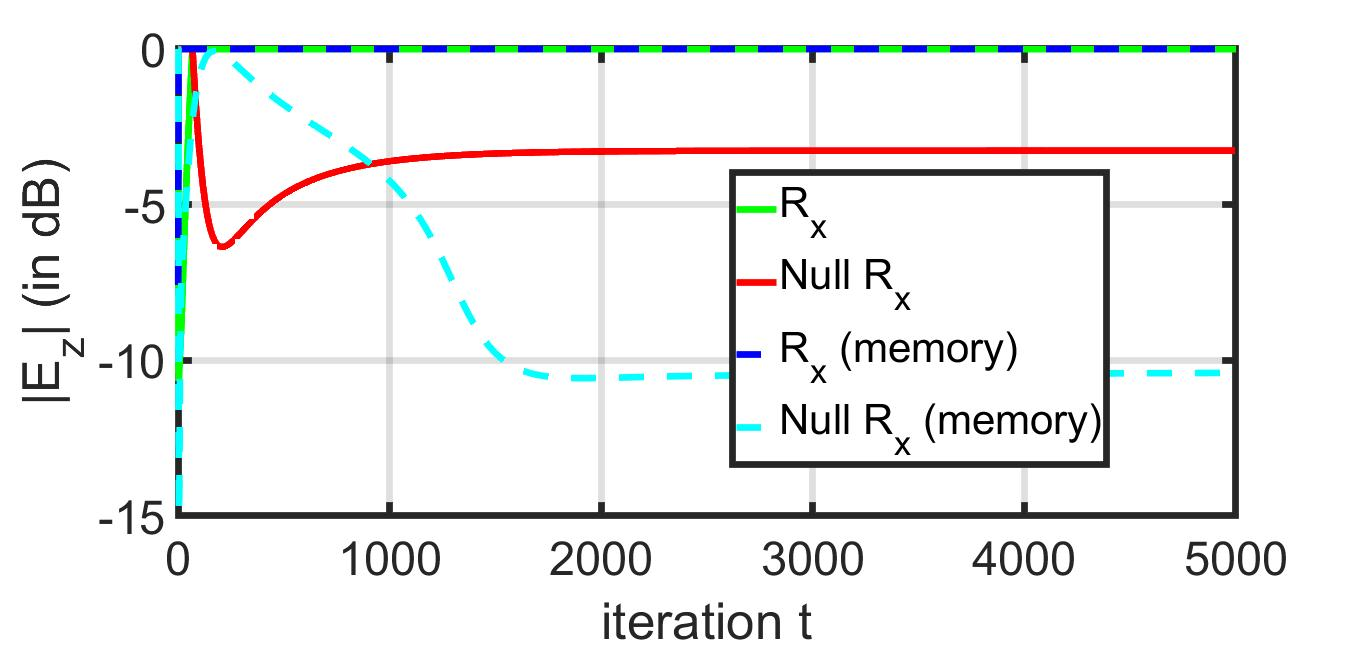 |E_z| (in dB)
0
-5
-10
-15
R_x
Null R_x
R_x (memory)
Null R_x (memory)
0 1000 2000 3000 4000 5000
iteration t